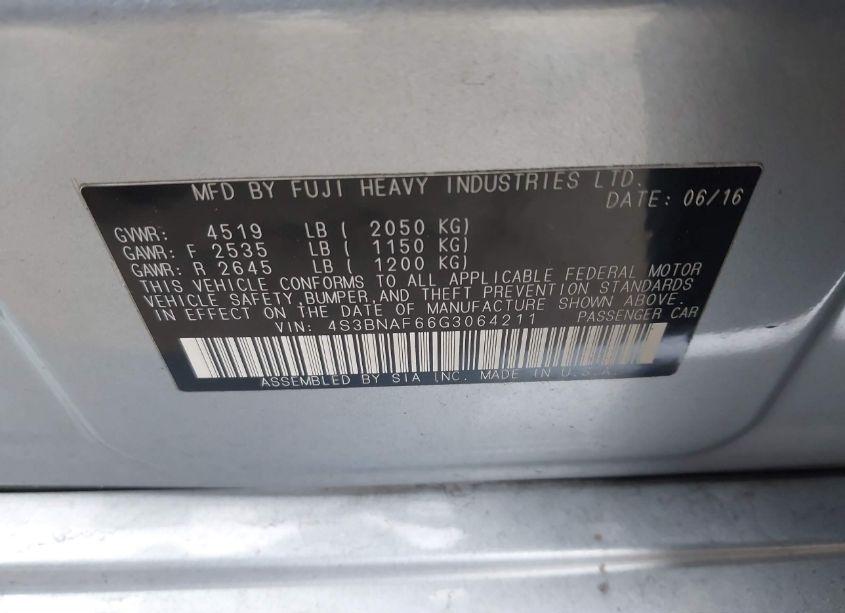 MFD BY FUJI HEAVY INDUSTRIES LTD.
DATE: 06/16
GVWR: 4519 LB ( 2050 KG)
GAWR: F 2535 LB ( 1150 KG)
GAWR: R 2645 LB ( 1200 KG)
THIS VEHICLE CONFORMS TO ALL APPLICABLE FEDERAL MOTOR
VEHICLE SAFETY,BUMPER,AND THEFT PREVENTION STANDARDS
IN EFFECT ON THE DATE OF MANUFACTURE SHOWN ABOVE.
VIN: 4S3BNAF66G3064211 PASSENGER CAR
ASSEMBLED BY SIA INC. MADE IN U.S.A.